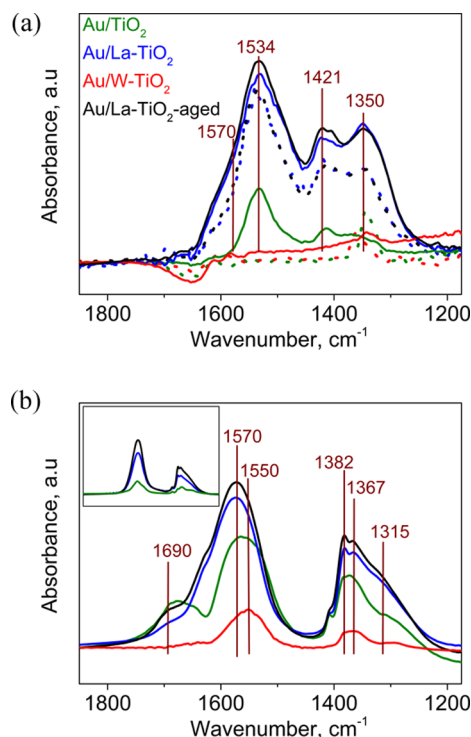 (a)
Au/TiO₂
Au/La-TiO₂
Au/W-TiO₂
Au/La-TiO₂-aged
1534
1421
1350
1570
Absorbance, a.u
1800 1600 1400 1200
Wavenumber, cm⁻¹
(b)
1570
1550
1382
1367
1315
1690
Absorbance, a.u
1800 1600 1400 1200
Wavenumber, cm⁻¹